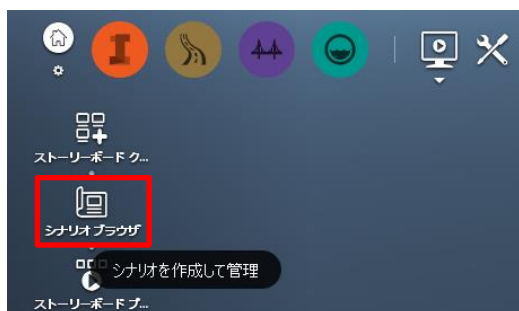 ストーリーボード ク...
シナリオ ブラウザ
シナリオを作成して管理
ストーリーボード プ...